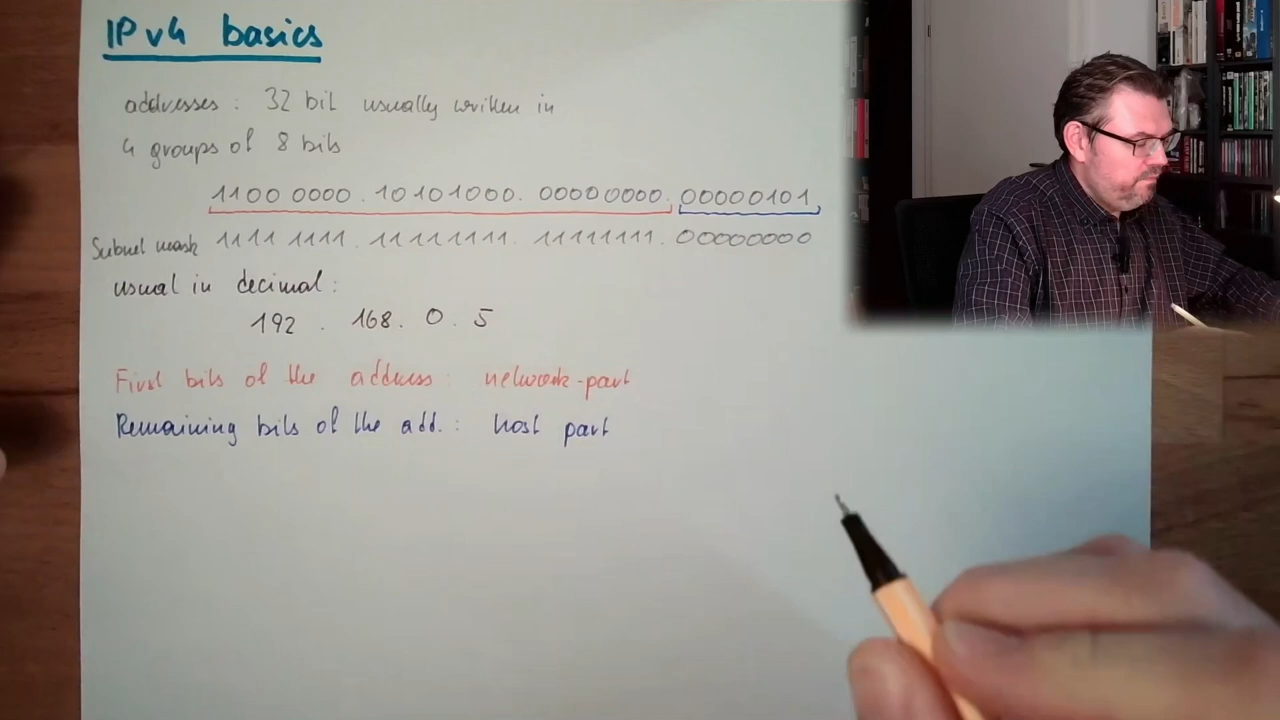 IPv4 basics
addresses : 32 bit usually written in
4 groups of 8 bits
1100 0000 . 10101000. 00000000. 00000101
Subnet mask 1111 1111 . 11111111. 11111111. 00000000
usual in decimal :
192 . 168. 0. 5
First bits of the address : network-part
Remaining bits of the add. : host part